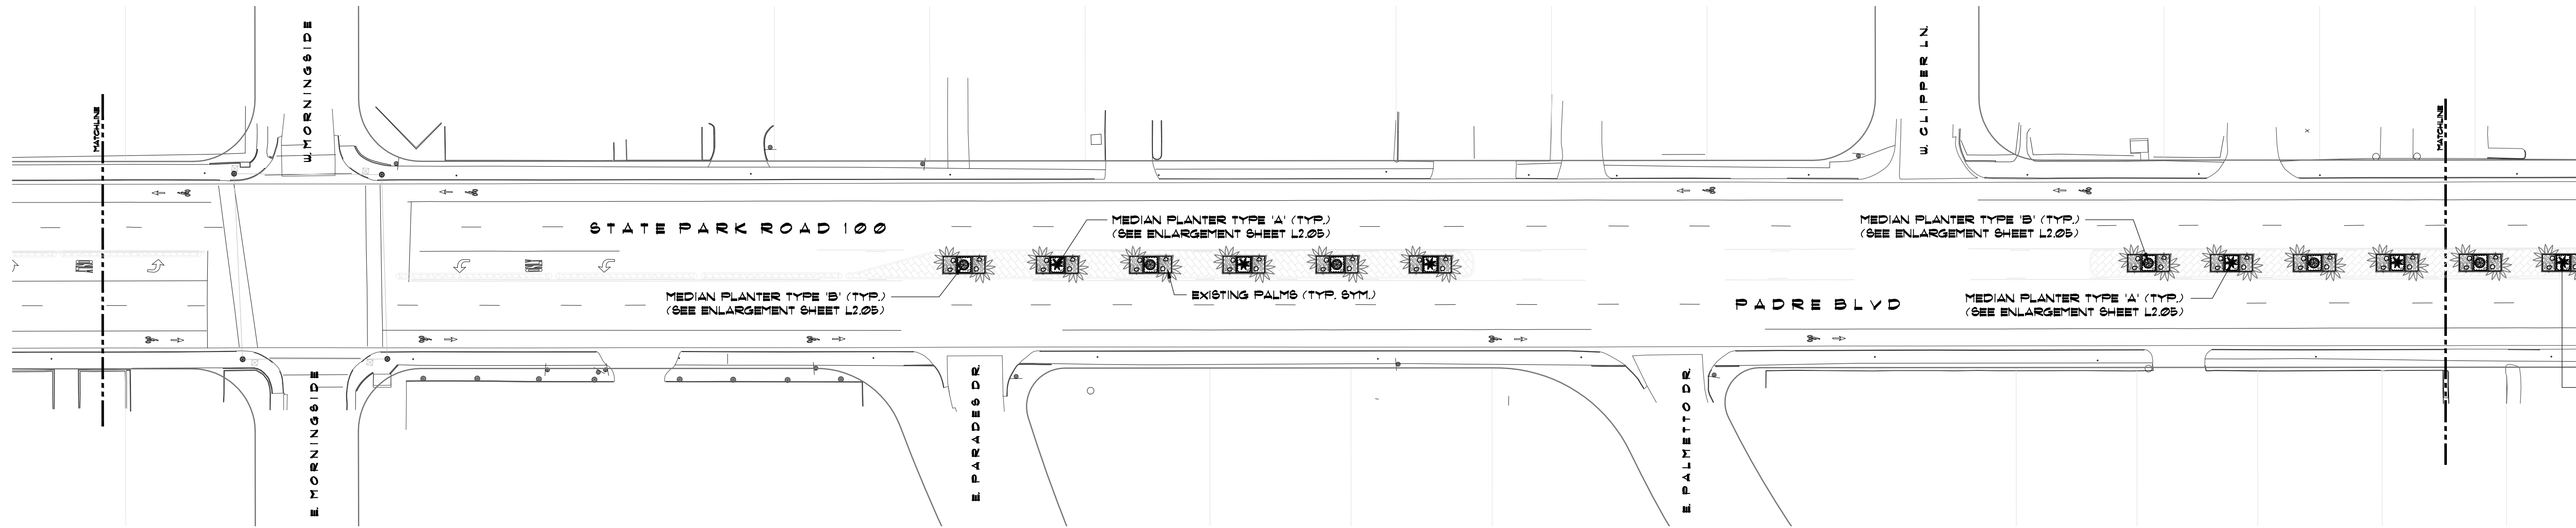 W. MORNINGSIDE
W. CLIPPER LN.
MATCHLINE
MATCHLINE
STATE PARK ROAD 100
MEDIAN PLANTER TYPE 'A' (TYP.)
(SEE ENLARGEMENT SHEET L2.05)
MEDIAN PLANTER TYPE 'B' (TYP.)
(SEE ENLARGEMENT SHEET L2.05)
MEDIAN PLANTER TYPE 'B' (TYP.)
(SEE ENLARGEMENT SHEET L2.05)
EXISTING PALMS (TYP. SYM.)
PADRE BLVD
MEDIAN PLANTER TYPE 'A' (TYP.)
(SEE ENLARGEMENT SHEET L2.05)
E. MORNINGSIDE
E. PARADES DR.
E. PALMETTO DR.